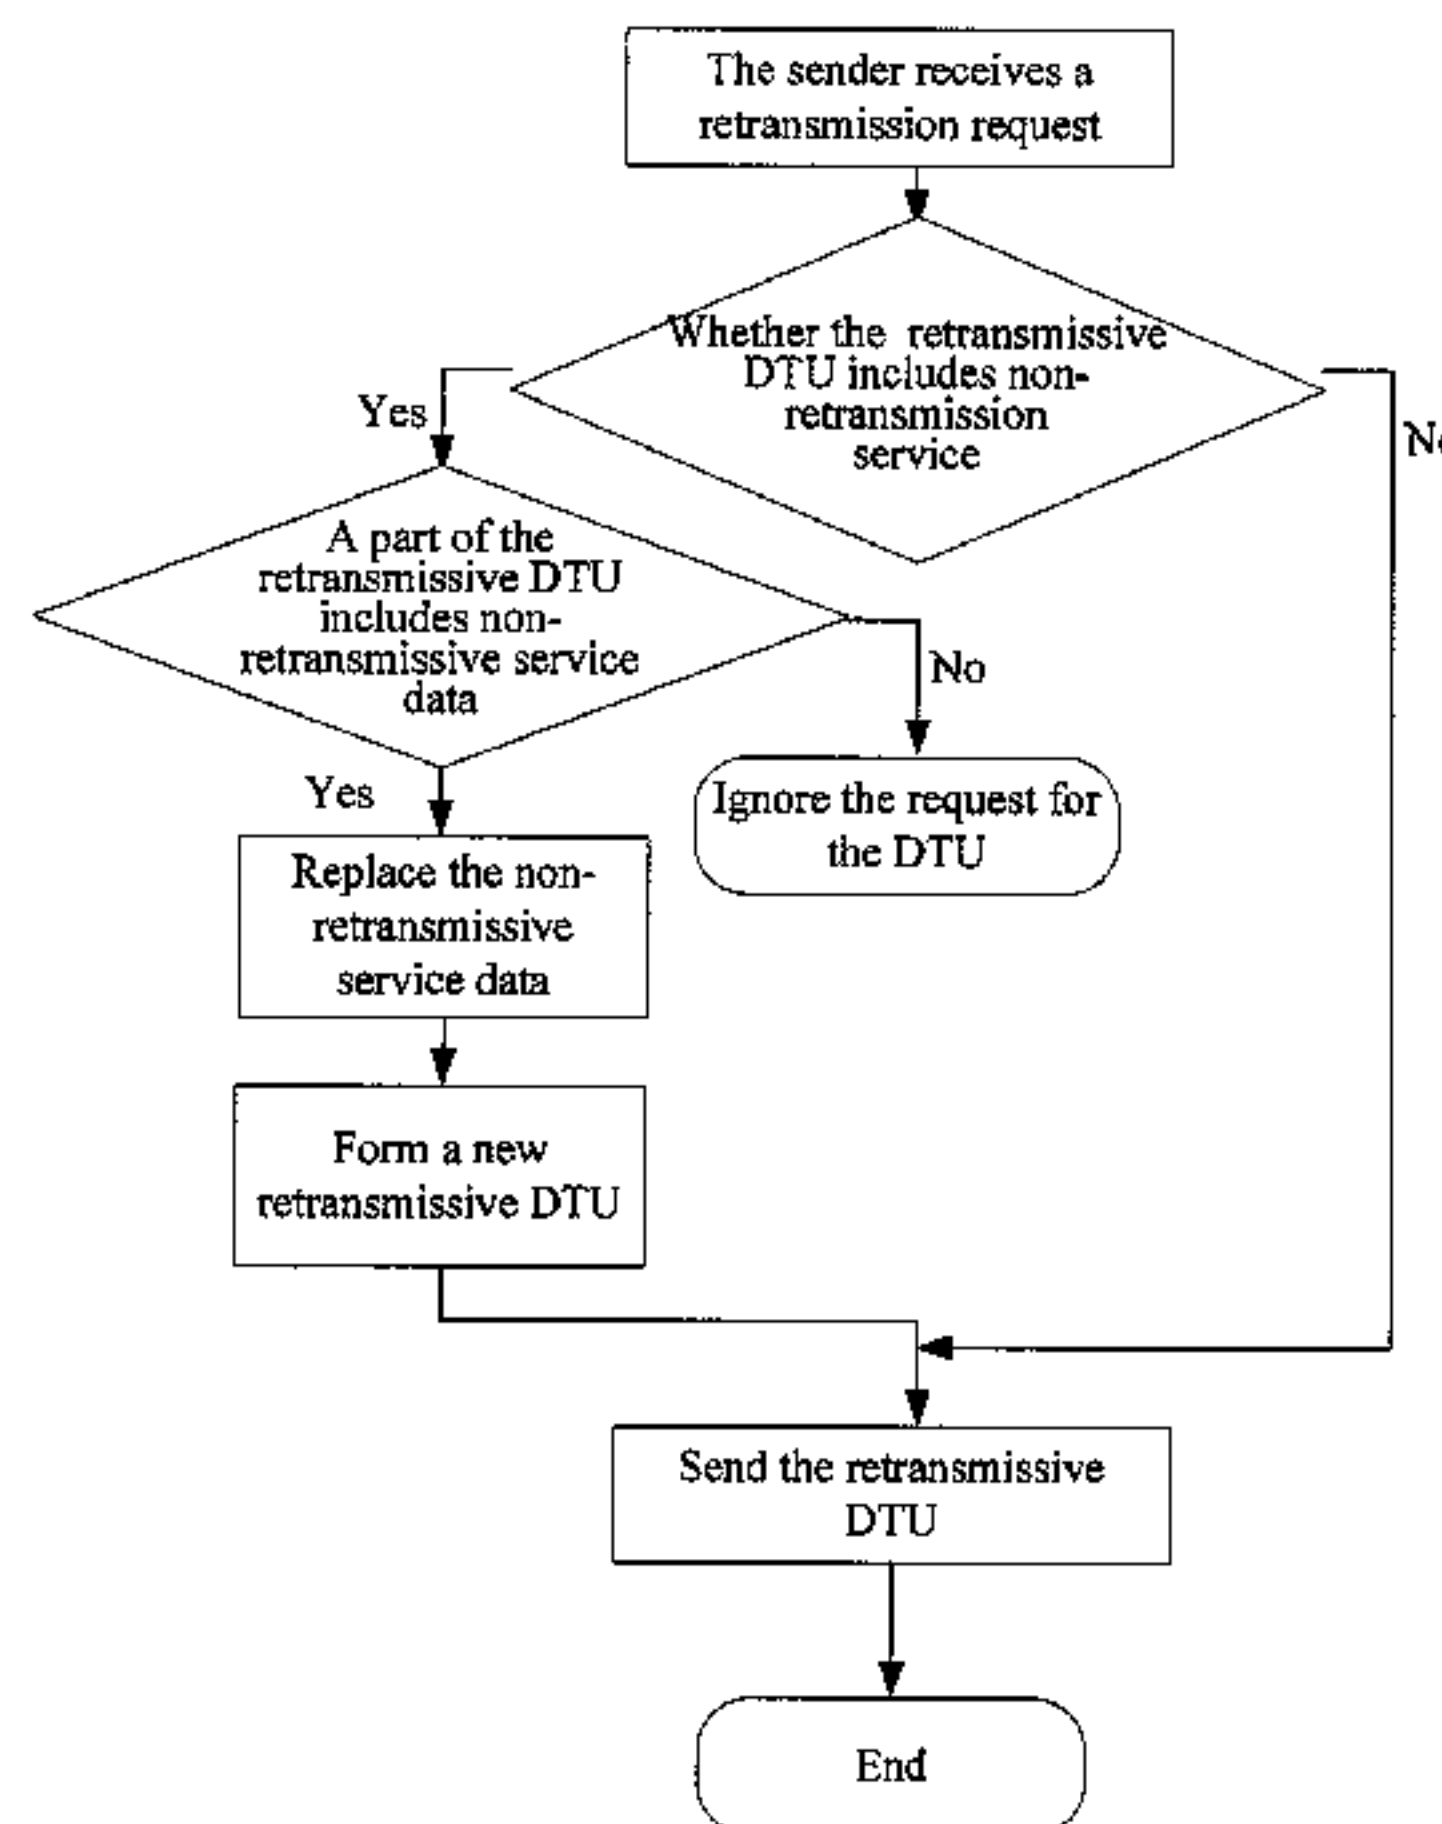 The sender receives a
retransmission request
Whether the retransmissive
DTU includes non-
retransmission
service
Yes
A part of the
retransmissive DTU
includes non-
retransmissive service
data
No
Yes
Ignore the request for
the DTU
Replace the non-
retransmissive
service data
Form a new
retransmissive DTU
Send the retransmissive
DTU
End